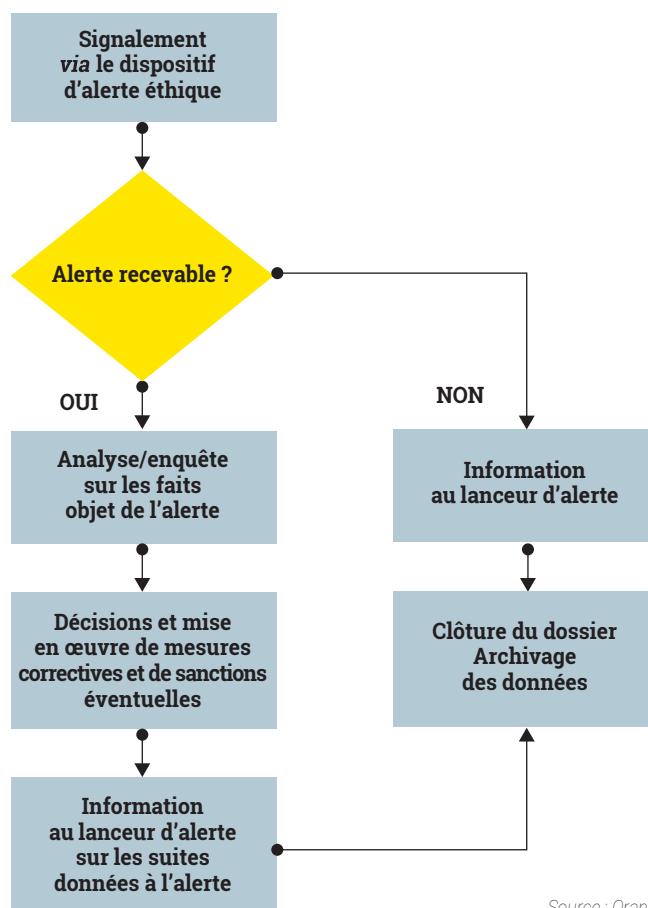 Signalement
via le dispositif
d’alerte éthique
Alerte recevable ?
OUI
NON
Analyse/enquête
sur les faits
objet de l’alerte
Information
au lanceur d’alerte
Décisions et mise
en œuvre de mesures
correctives et de sanctions
éventuelles
Clôture du dossier
Archivage
des données
Information
au lanceur d’alerte
sur les suites
données à l’alerte
Source :